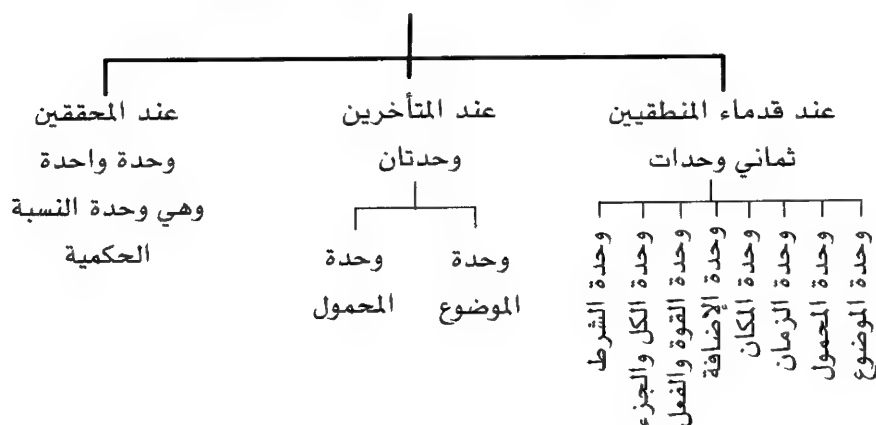 عند قدماء المنطقيين
ثماني وحدات
وحدة الموضوع
وحدة المحمول
وحدة الزمان
وحدة المكان
وحدة الإضافة
وحدة القوة والفعل
وحدة الكل والجزء
وحدة الشرط
عند المتأخرين
وحدتان
وحدة
الموضوع
وحدة
المحمول
عند المحققين
وحدة واحدة
وهي وحدة النسبة
الحكمية